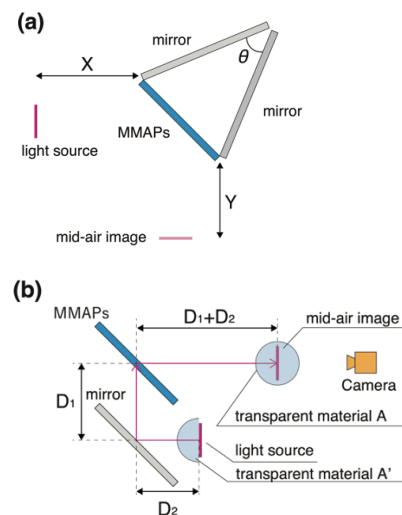 (a)
mirror
X
θ
mirror
MMAPs
light source
Y
mid-air image
(b)
MMAPs
D1+D2
mid-air image
D1
mirror
Camera
transparent material A
light source
D2
transparent material A'